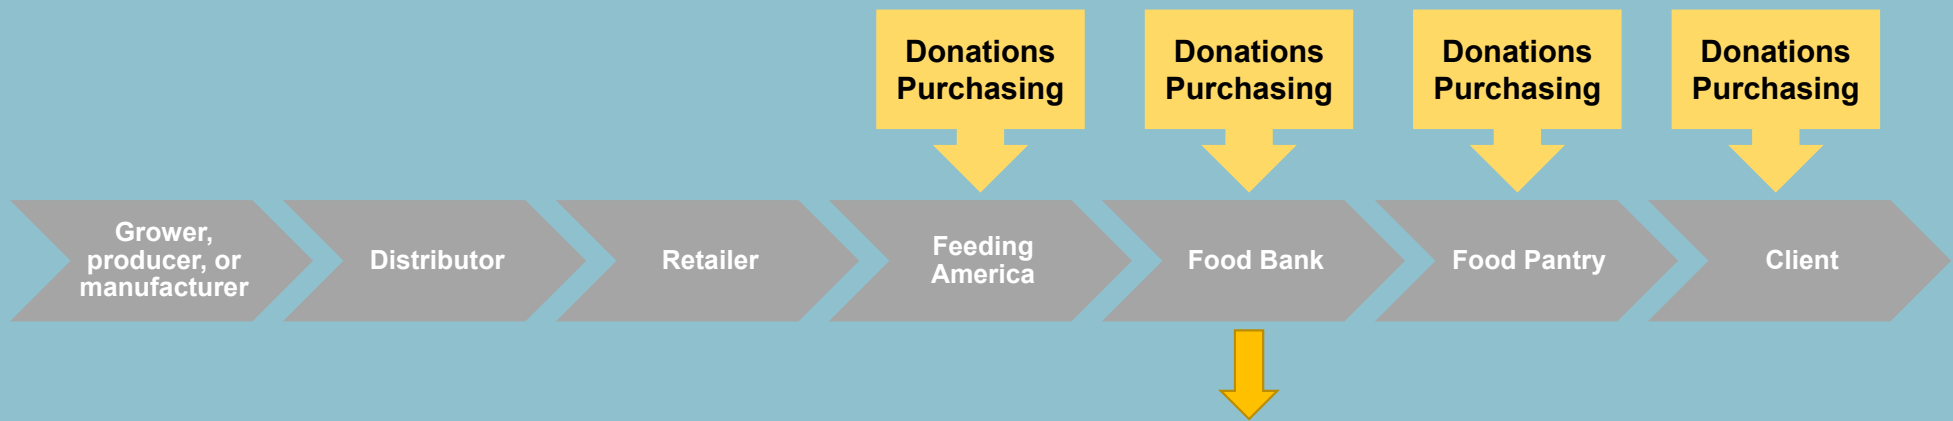 Donations
Purchasing
Donations
Purchasing
Donations
Purchasing
Donations
Purchasing
Grower,
producer, or
manufacturer
Distributor
Retailer
Feeding
America
Food Bank
Food Pantry
Client